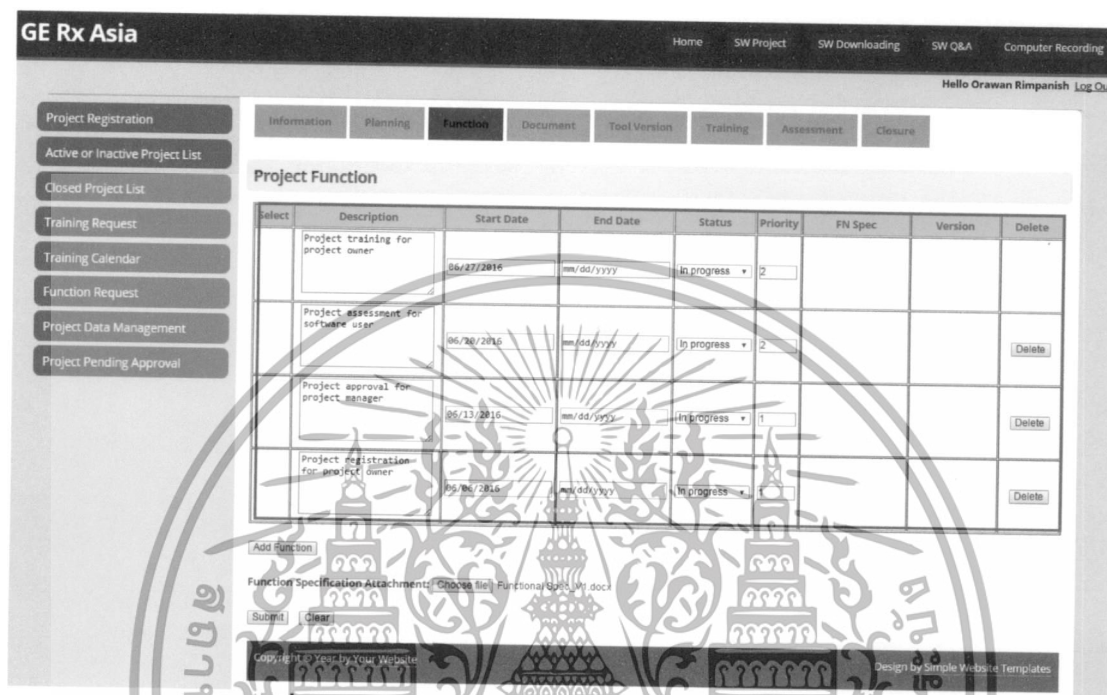 GE Rx Asia
Home SW Project SW Downloading SW Q&A Computer Recording
Hello Orawan Rimpanish Log Ou
Project Registration
Active or Inactive Project List
Closed Project List
Training Request
Training Calendar
Function Request
Project Data Management
Project Pending Approval
Information Planning Function Document Tool Version Training Assessment Closure
Project Function
Select Description Start Date End Date Status Priority FN Spec Version Delete
Project training for
project owner
06/27/2016 mm/dd/yyyy In progress 2
Project assessment for
software user
06/20/2016 mm/dd/yyyy In progress 2 Delete
Project approval for
project manager
06/13/2016 mm/dd/yyyy In progress 1 Delete
Project registration
for project owner
06/06/2016 mm/dd/yyyy In progress 1 Delete
Add Function
Function Specification Attachment: Choose file Functional Spec_V1.docx
Submit Clear
Copyright © Year by Your Website
Design by Simple Website Templates